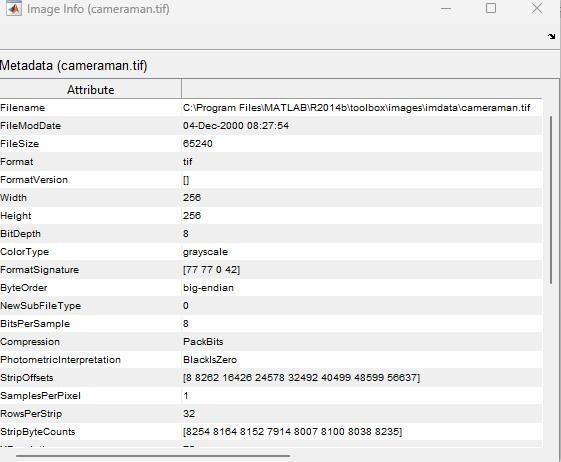 Image Info (cameraman.tif)
Metadata (cameraman.tif)
Attribute
Filename C:\Program Files\MATLAB\R2014b\toolbox\images\imdata\cameraman.tif
FileModDate 04-Dec-2000 08:27:54
FileSize 65240
Format tif
FormatVersion []
Width 256
Height 256
BitDepth 8
ColorType grayscale
FormatSignature [77 77 0 42]
ByteOrder big-endian
NewSubFileType 0
BitsPerSample 8
Compression PackBits
PhotometricInterpretation BlackIsZero
StripOffsets [8 8262 16426 24578 32492 40499 48599 56637]
SamplesPerPixel 1
RowsPerStrip 32
StripByteCounts [8254 8164 8152 7914 8007 8100 8038 8235]